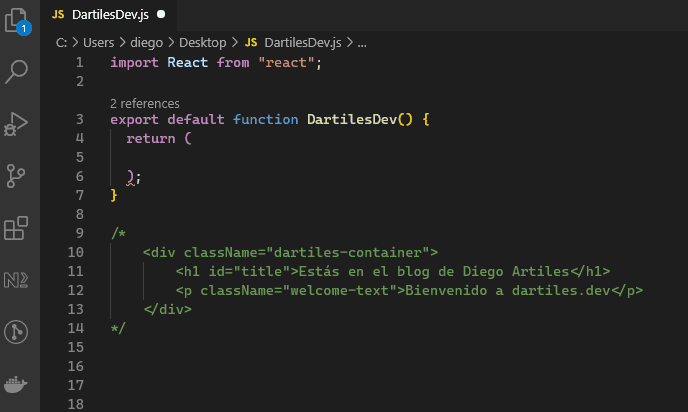 1
JS DartilesDev.js
C: > Users > diego > Desktop > JS DartilesDev.js > ...
1 import React from "react";
2
2 references
3 export default function DartilesDev() {
4   return (
5
6   );
7 }
8
9 /*
10     <div className="dartiles-container">
11         <h1 id="title">Estás en el blog de Diego Artiles</h1>
12         <p className="welcome-text">Bienvenido a dartiles.dev</p>
13     </div>
14 */
15
16
17
18